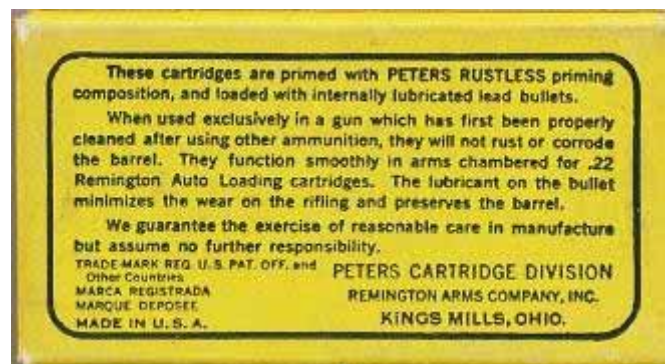 These cartridges are primed with PETERS RUSTLESS priming
composition, and loaded with internally lubricated lead bullets.
When used exclusively in a gun which has first been properly
cleaned after using other ammunition, they will not rust or corrode
the barrel. They function smoothly in arms chambered for .22
Remington Auto Loading cartridges. The lubricant on the bullet
minimizes the wear on the rifling and preserves the barrel.
We guarantee the exercise of reasonable care in manufacture
but assume no further responsibility.
TRADE-MARK REG. U.S. PAT. OFF. and
Other Countries
MARCA REGISTRADA
MARQUE DEPOSEE
MADE IN U.S.A.
PETERS CARTRIDGE DIVISION
REMINGTON ARMS COMPANY, INC.
KINGS MILLS, OHIO.